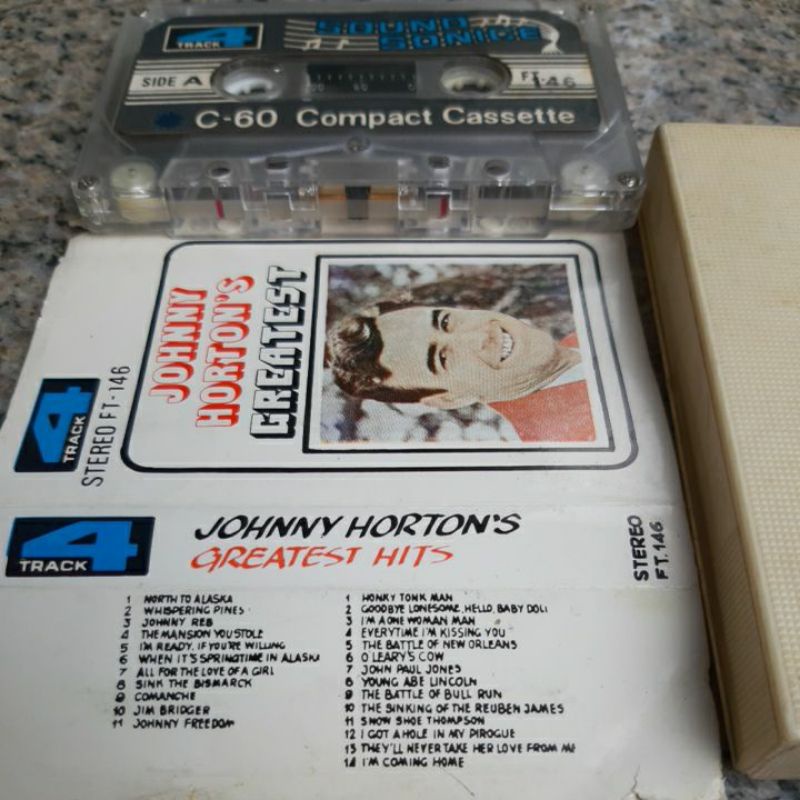 4 TRACK
SOUND SONICE
SIDE A
FT-146
100 50 0
C-60 Compact Cassette
JOHNNY HORTON'S GREATEST
4 TRACK
STEREO FT-146
4 TRACK
JOHNNY HORTON'S
GREATEST HITS
STEREO
FT.146
1 NORTH TO ALASKA
2 WHISPERING PINES
3 JOHNNY REB
4 THE MANSION YOU STOLE
5 I'M READY, IF YOU'RE WILLING
6 WHEN IT'S SPRINGTIME IN ALASKA
7 ALL FOR THE LOVE OF A GIRL
8 SINK THE BISMARCK
9 COMANCHE
10 JIM BRIDGER
11 JOHNNY FREEDOM
1 HONKY TONK MAN
2 GOODBYE LONESOME, HELLO, BABY DOLL
3 I'M A ONE WOMAN MAN
4 EVERYTIME I'M KISSING YOU
5 THE BATTLE OF NEW ORLEANS
6 O LEARY'S COW
7 JOHN PAUL JONES
8 YOUNG ABE LINCOLN
9 THE BATTLE OF BULL RUN
10 THE SINKING OF THE REUBEN JAMES
11 SNOW SHOE THOMPSON
12 I GOT A HOLE IN MY PIROGUE
13 THEY'LL NEVER TAKE HER LOVE FROM ME
14 I'M COMING HOME